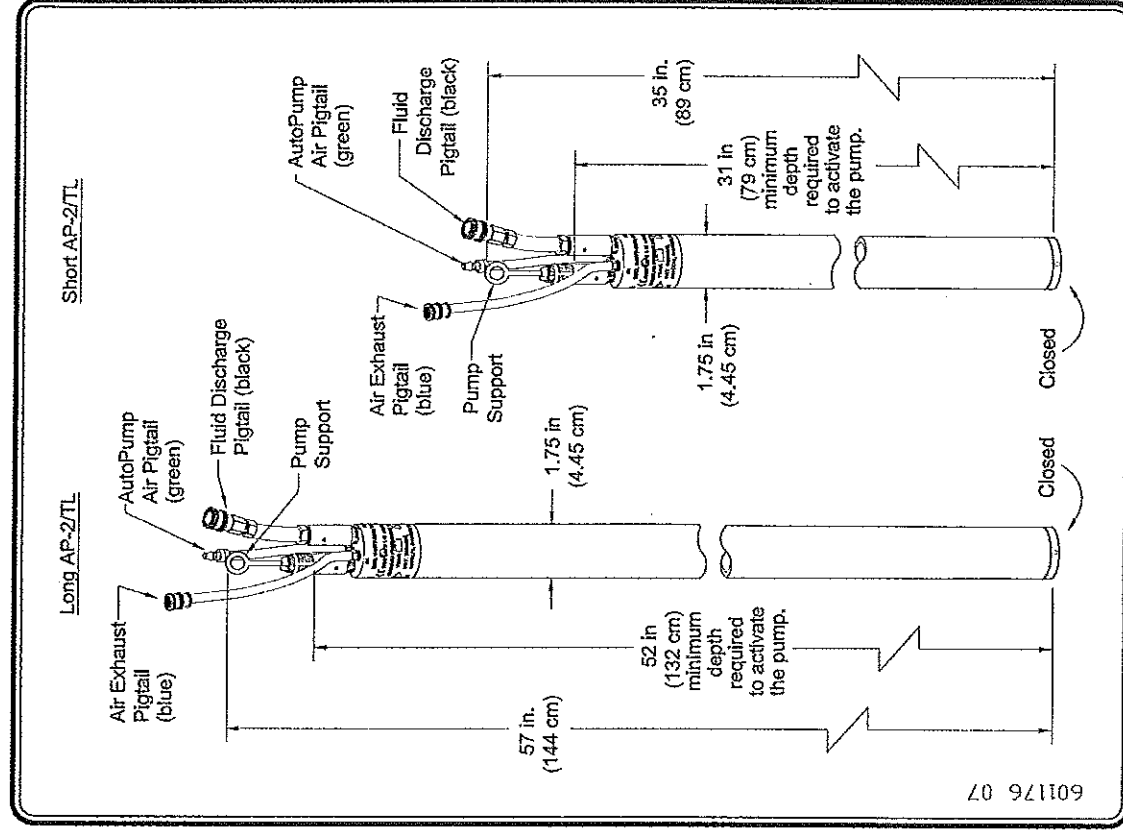 Long AP-2/TL
Air Exhaust
Pigtail
(blue)
AutoPump
Air Pigtail
(green)
Fluid Discharge
Pigtail (black)
Pump
Support
1.75 in
(4.45 cm)
52 in
(132 cm)
minimum
depth
required
to activate
the pump.
57 in.
(144 cm)
Closed
Short AP-2/TL
AutoPump
Air Pigtail
(green)
Fluid
Discharge
Pigtail (black)
Air Exhaust
Pigtail
(blue)
Pump
Support
35 in.
(89 cm)
31 in
(79 cm)
minimum
depth
required
to activate
the pump.
1.75 in
(4.45 cm)
Closed
601176 07